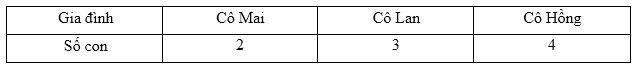 Gia đình Cô Mai Cô Lan Cô Hồng
Số con 2 3 4